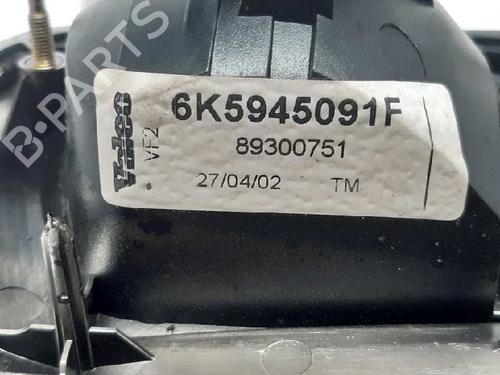 Valeo
VF2
6K5945091F
89300751
27/04/02 TM
B-PARTS